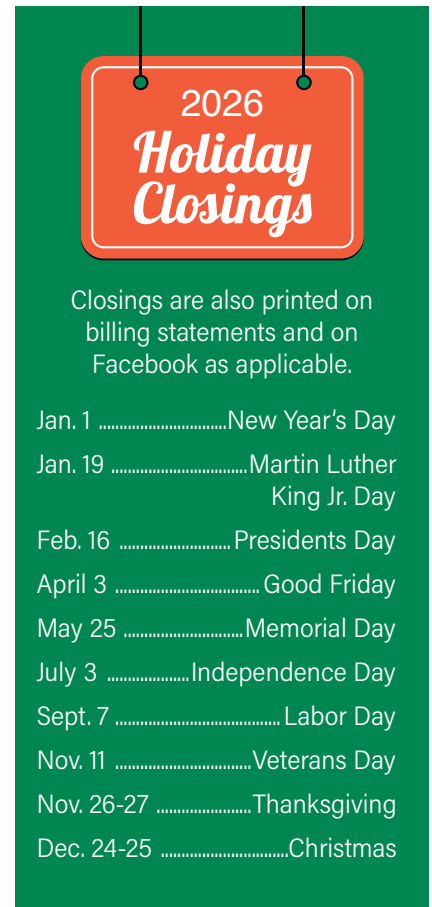 2026
Holiday
Closings
Closings are also printed on
billing statements and on
Facebook as applicable.
Jan. 1 ...............................New Year’s Day
Jan. 19 .................................Martin Luther
King Jr. Day
Feb. 16 ........................... Presidents Day
April 3 ................................... Good Friday
May 25 .............................Memorial Day
July 3 ....................Independence Day
Sept. 7 ........................................ Labor Day
Nov. 11 .................................Veterans Day
Nov. 26-27 .......................Thanksgiving
Dec. 24-25 ...............................Christmas